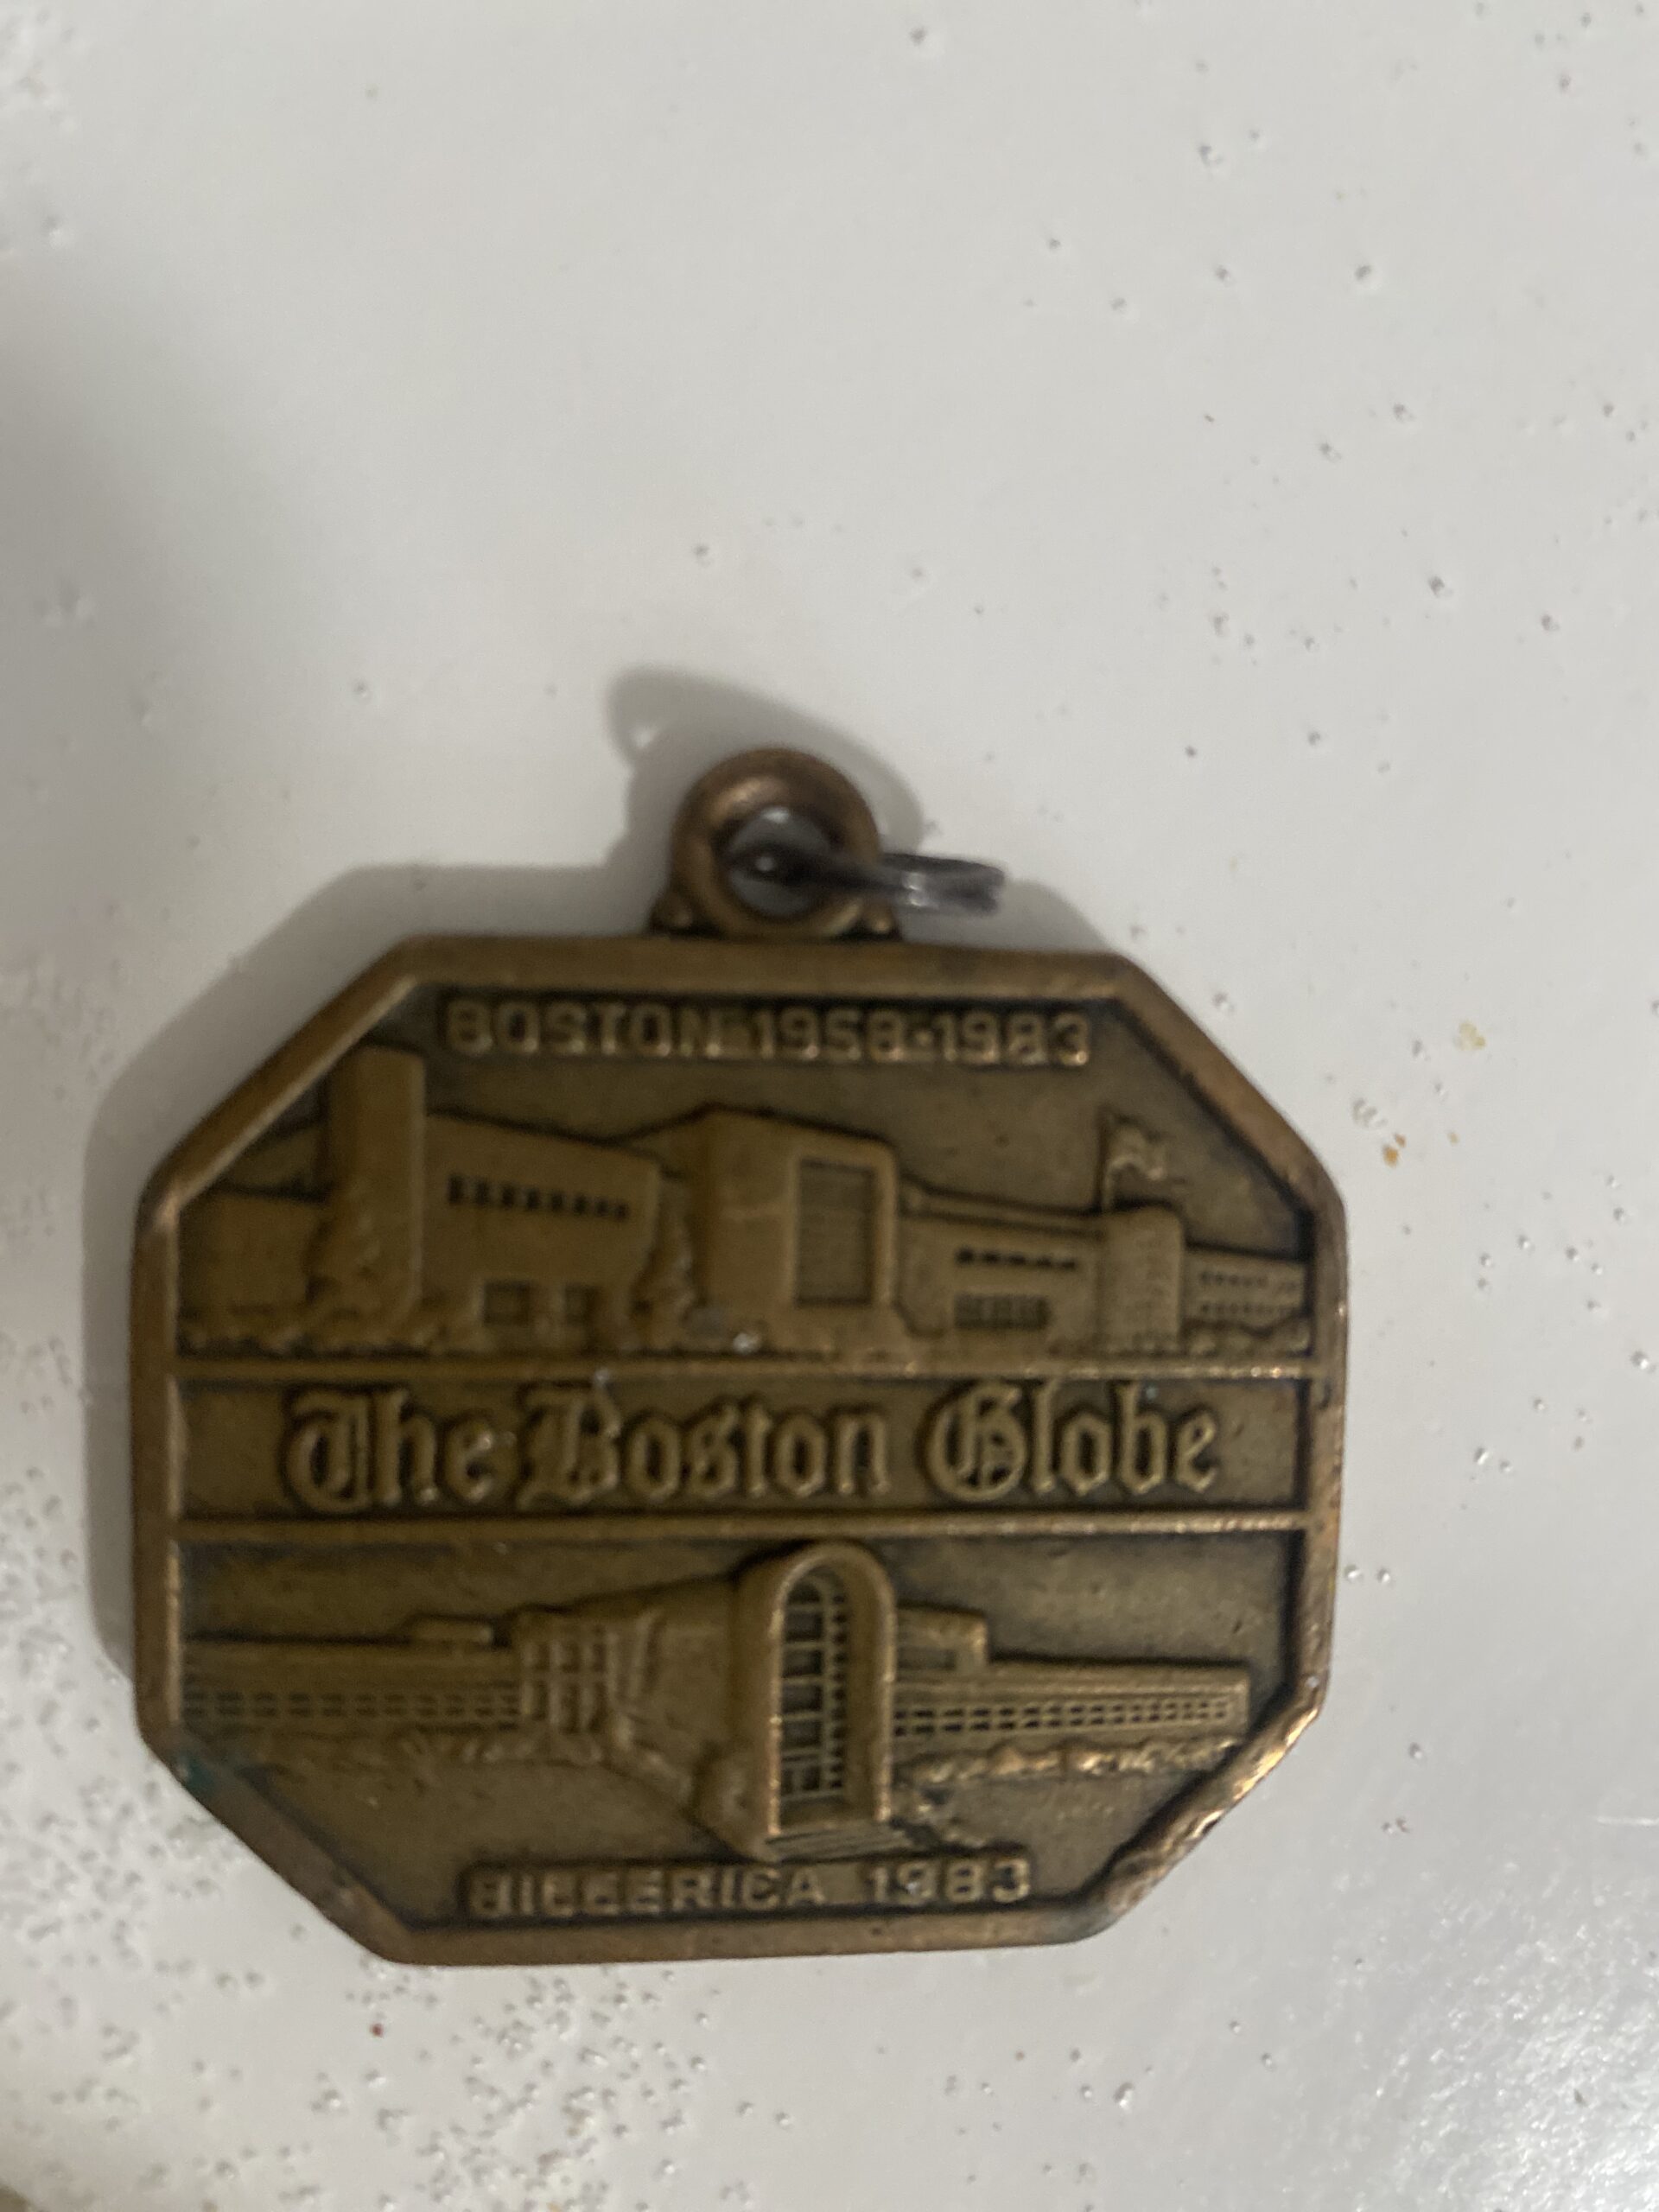 BOSTON 1958-1983
The Boston Globe
BILLERICA 1983